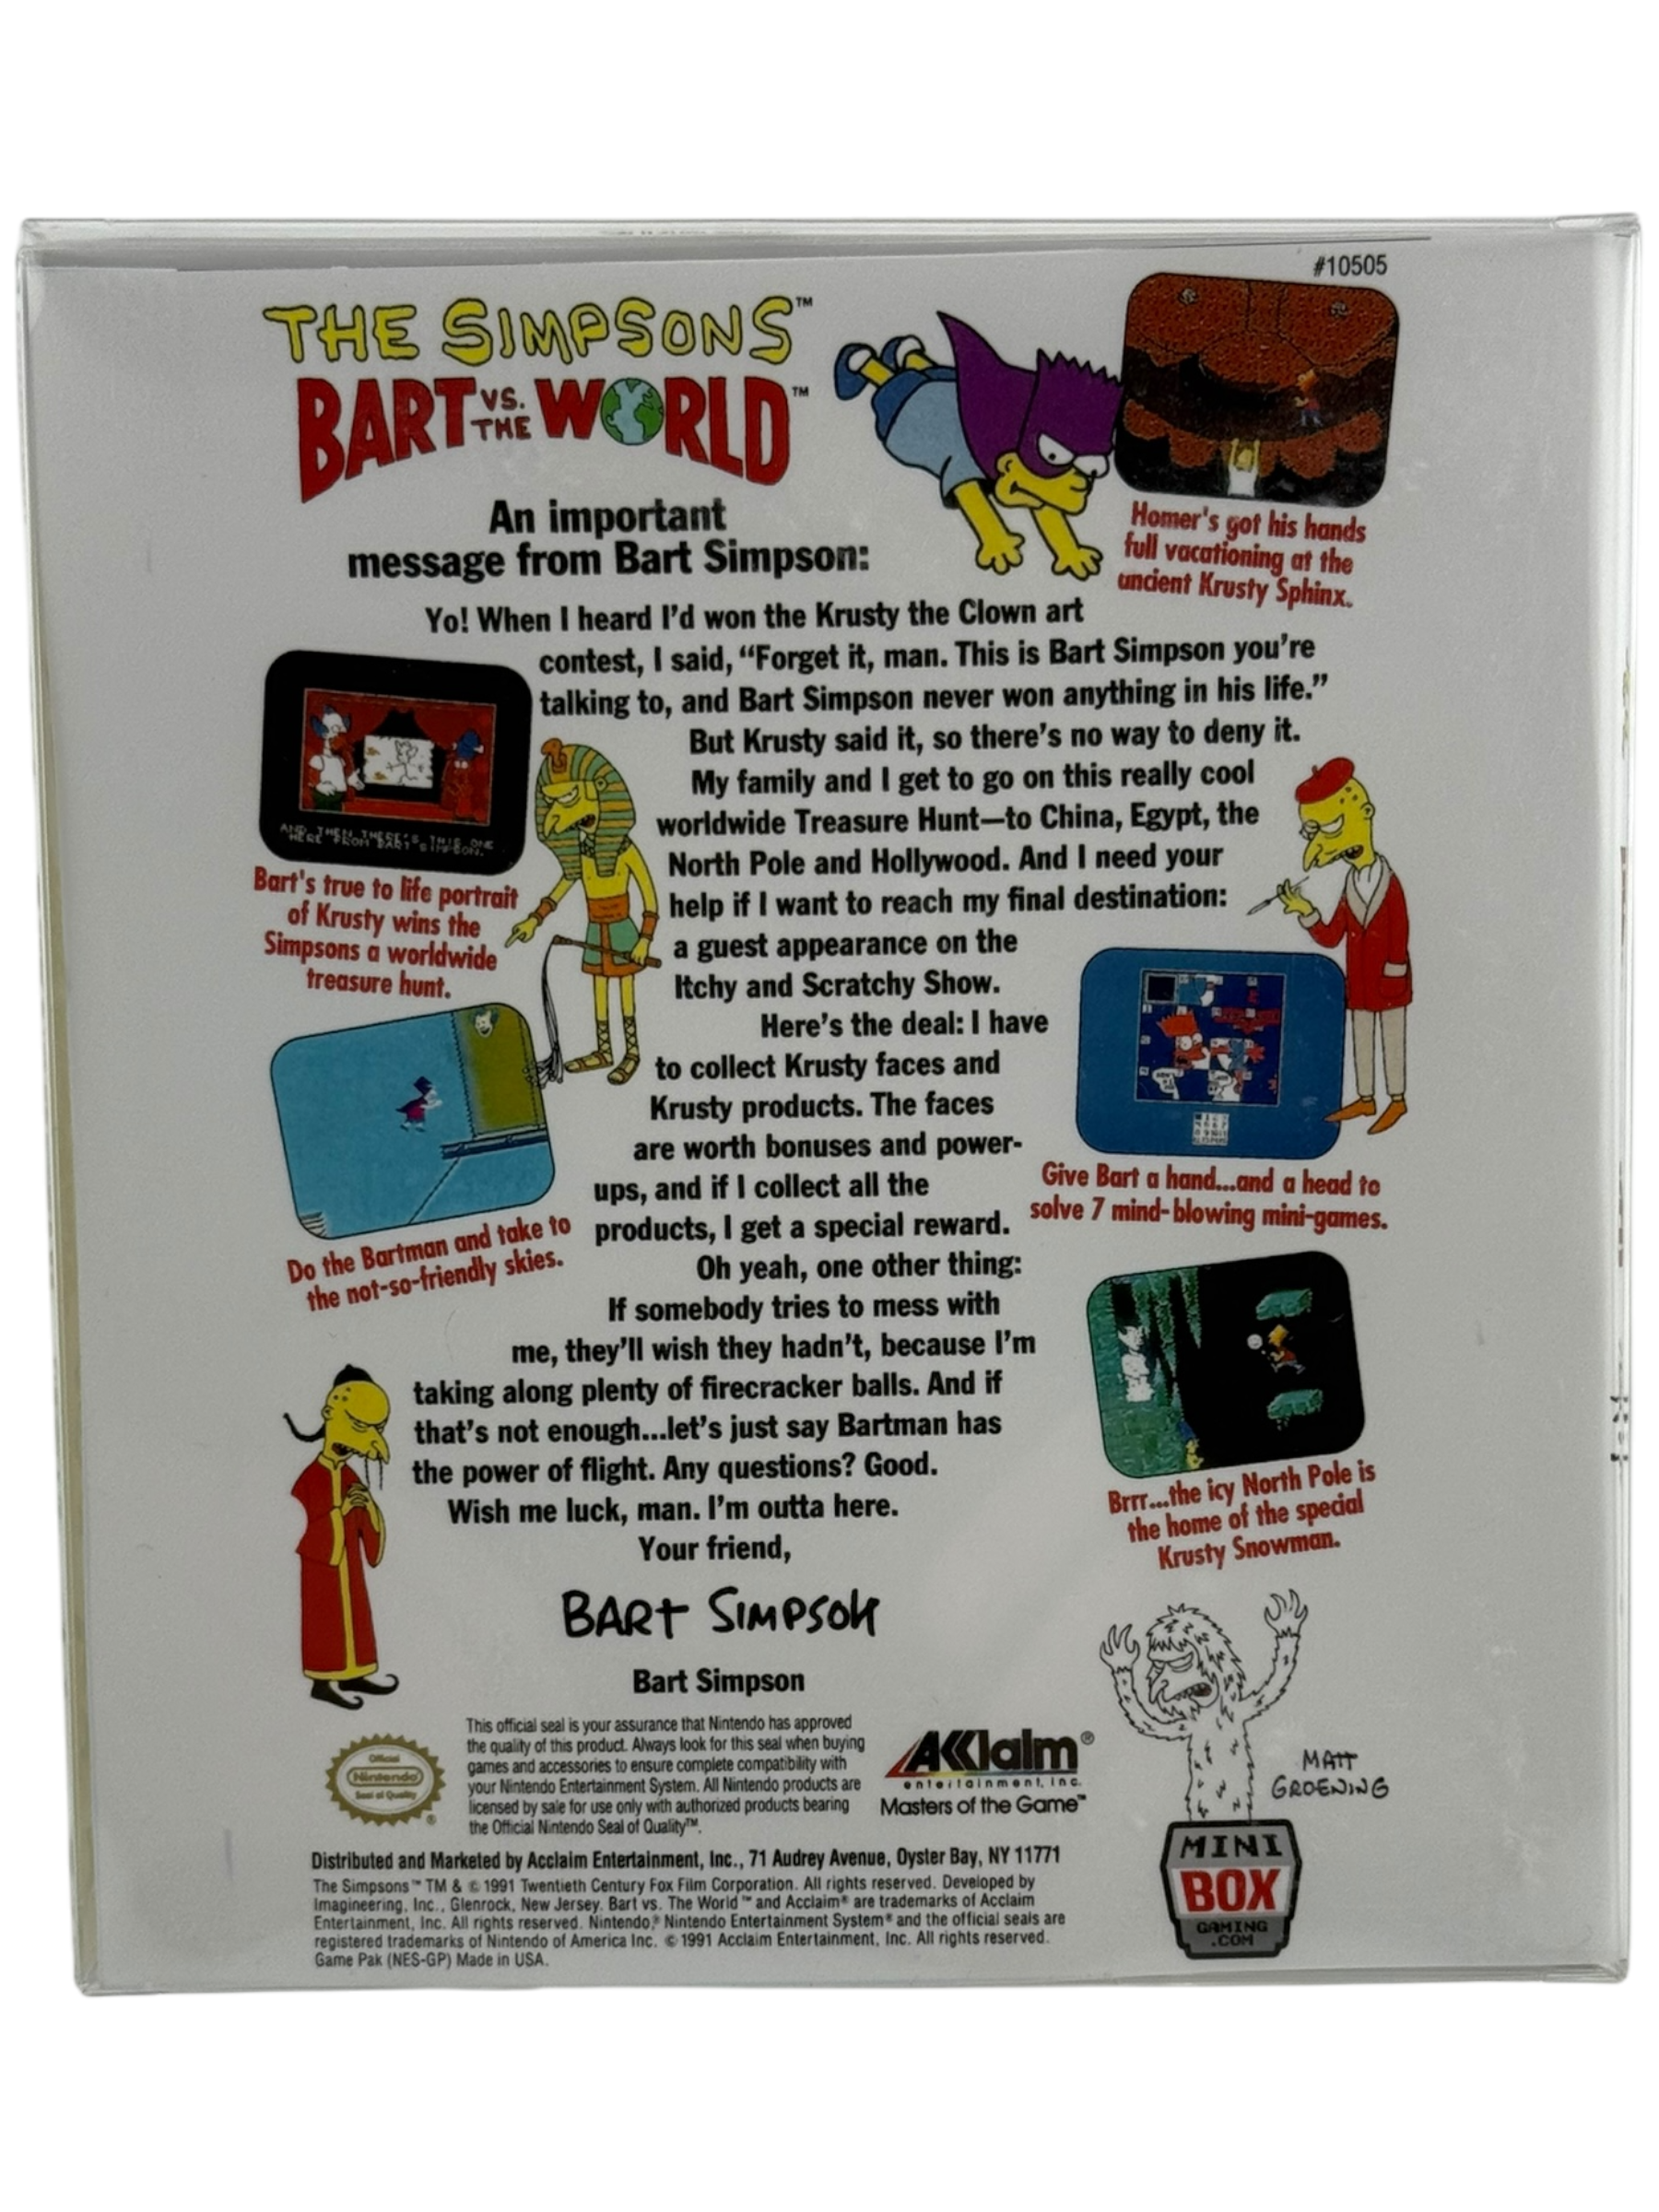 #10505
THE SIMPSONS™
BART VS. THE WORLD™
An important
message from Bart Simpson:
Homer's got his hands
full vacationing at the
ancient Krusty Sphinx.
Yo! When I heard I'd won the Krusty the Clown art
contest, I said, “Forget it, man. This is Bart Simpson you're
talking to, and Bart Simpson never won anything in his life.”
But Krusty said it, so there's no way to deny it.
My family and I get to go on this really cool
worldwide Treasure Hunt—to China, Egypt, the
North Pole and Hollywood. And I need your
help if I want to reach my final destination:
a guest appearance on the
Itchy and Scratchy Show.
Here's the deal: I have
to collect Krusty faces and
Krusty products. The faces
are worth bonuses and power-
ups, and if I collect all the
products, I get a special reward.
Oh yeah, one other thing:
If somebody tries to mess with
me, they'll wish they hadn't, because I'm
taking along plenty of firecracker balls. And if
that's not enough...let's just say Bartman has
the power of flight. Any questions? Good.
Wish me luck, man. I'm outta here.
Your friend,
BART SIMPSON
Bart Simpson
AND THEN THERE'S THIS ONE
HERE FROM BART SIMPSON.
Bart's true to life portrait
of Krusty wins the
Simpsons a worldwide
treasure hunt.
Do the Bartman and take to
the not-so-friendly skies.
Give Bart a hand...and a head to
solve 7 mind-blowing mini-games.
Brrr...the icy North Pole is
the home of the special
Krusty Snowman.
MATT
GROENING
Official
Nintendo
Seal of Quality
®
This official seal is your assurance that Nintendo has approved
the quality of this product. Always look for this seal when buying
games and accessories to ensure complete compatibility with
your Nintendo Entertainment System. All Nintendo products are
licensed by sale for use only with authorized products bearing
the Official Nintendo Seal of Quality™.
AKKlaim®
entertainment, inc.
Masters of the Game™
Distributed and Marketed by Acclaim Entertainment, Inc., 71 Audrey Avenue, Oyster Bay, NY 11771
The Simpsons™ TM & © 1991 Twentieth Century Fox Film Corporation. All rights reserved. Developed by
Imagineering, Inc., Glenrock, New Jersey. Bart vs. The World™ and Acclaim® are trademarks of Acclaim
Entertainment, Inc. All rights reserved. Nintendo,® Nintendo Entertainment System® and the official seals are
registered trademarks of Nintendo of America Inc. © 1991 Acclaim Entertainment, Inc. All rights reserved.
Game Pak (NES-GP) Made in USA.
MINI
BOX
GAMING
.COM